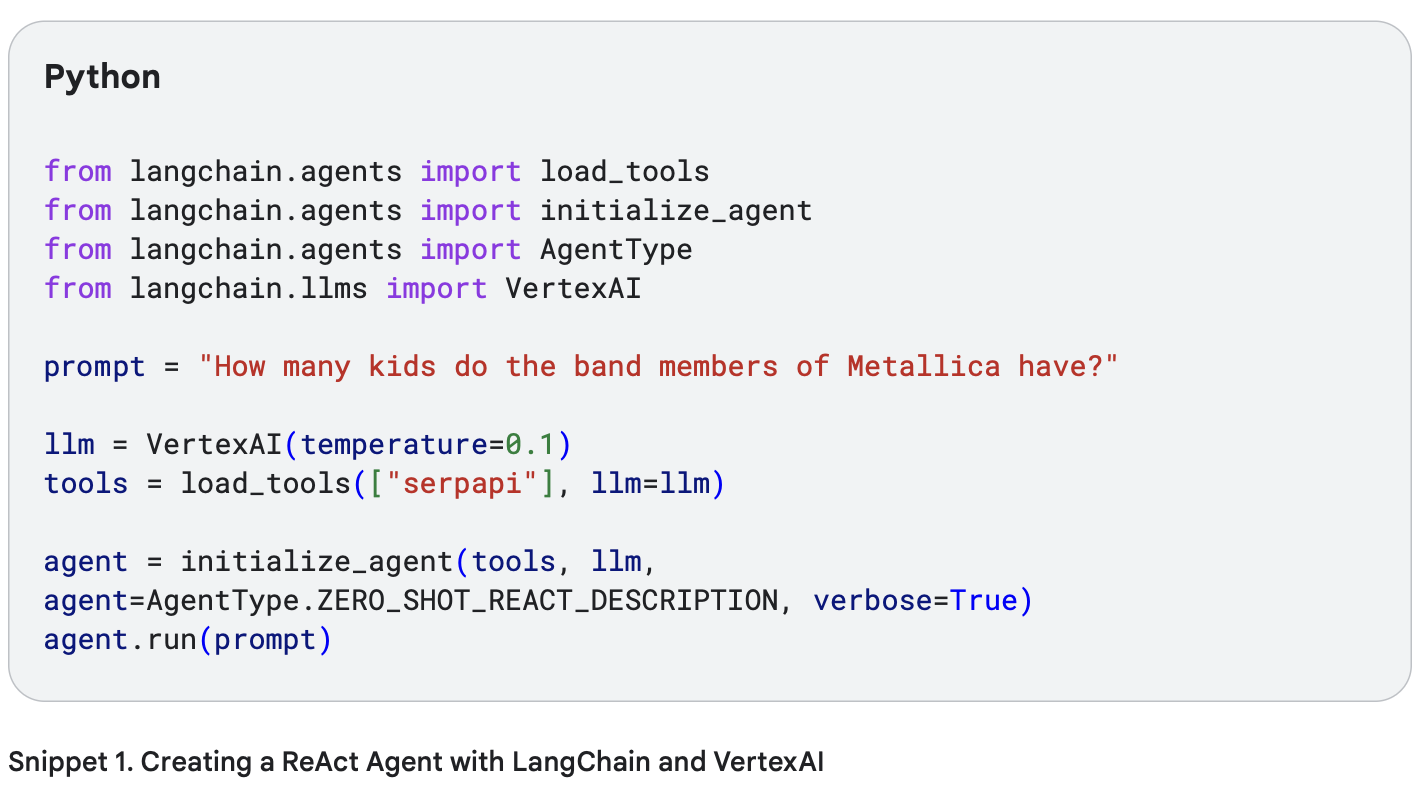 Python
from langchain.agents import load_tools
from langchain.agents import initialize_agent
from langchain.agents import AgentType
from langchain.llms import VertexAI
prompt = "How many kids do the band members of Metallica have?"
llm = VertexAI(temperature=0.1)
tools = load_tools(["serpapi"], llm=llm)
agent = initialize_agent(tools, llm,
agent=AgentType.ZERO_SHOT_REACT_DESCRIPTION, verbose=True)
agent.run(prompt)
Snippet 1. Creating a ReAct Agent with LangChain and VertexAI